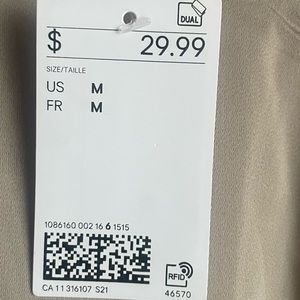 DUAL
$ 29.99
SIZE/TAILLE
US M
FR M
1086160 002 16 6 1515
RFID
CA 11 316107 S21
46570